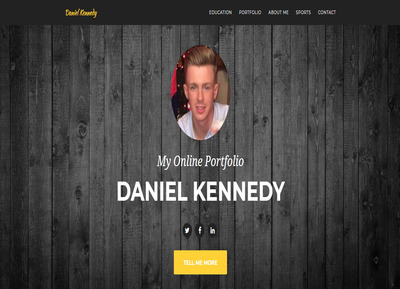 Daniel Kennedy
EDUCATION PORTFOLIO ABOUT ME SPORTS CONTACT
My Online Portfolio
DANIEL KENNEDY
TELL ME MORE